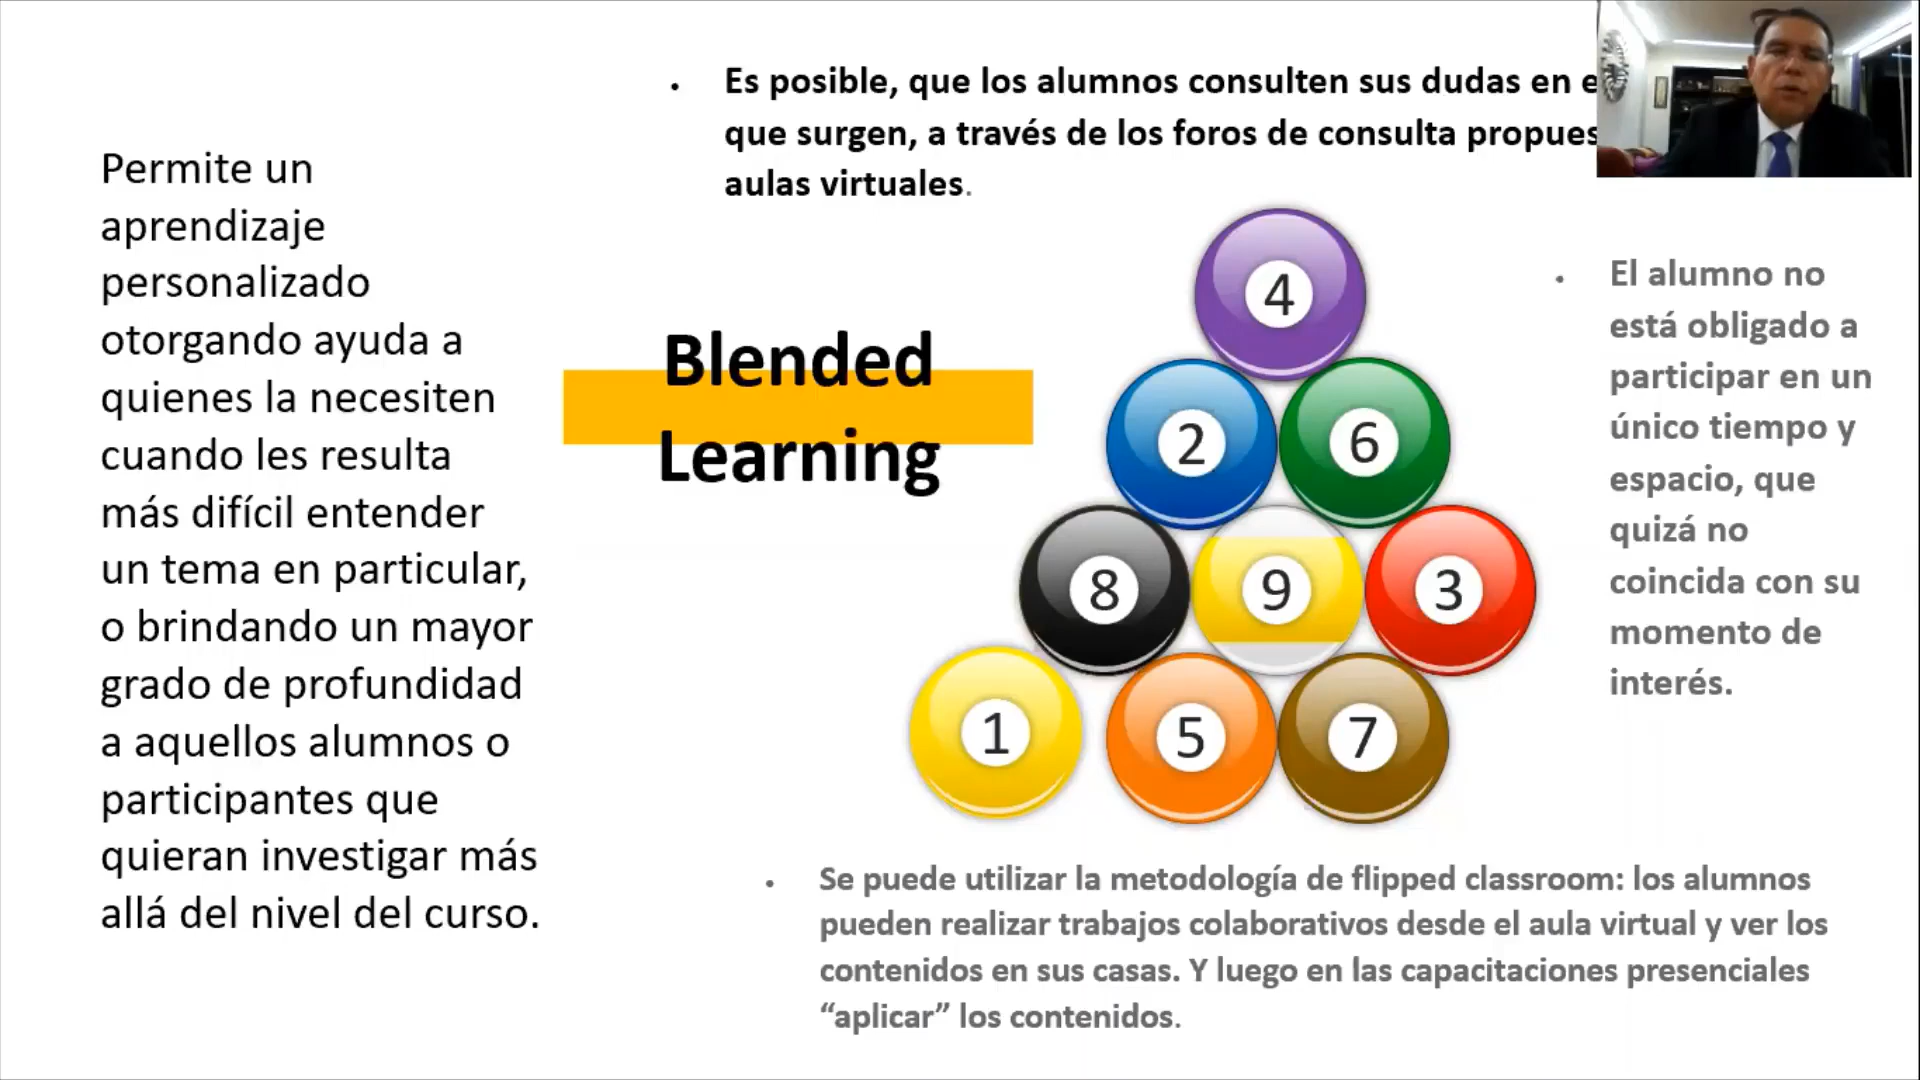 Permite un
aprendizaje
personalizado
otorgando ayuda a
quienes la necesiten
cuando les resulta
más difícil entender
un tema en particular,
o brindando un mayor
grado de profundidad
a aquellos alumnos o
participantes que
quieran investigar más
allá del nivel del curso.
• Es posible, que los alumnos consulten sus dudas en
que surgen, a través de los foros de consulta
aulas virtuales.
Blended
Learning
4
2
6
8
9
3
1
5
7
• El alumno no
está obligado a
participar en un
único tiempo y
espacio, que
quizá no
coincida con su
momento de
interés.
• Se puede utilizar la metodología de flipped classroom: los alumnos
pueden realizar trabajos colaborativos desde el aula virtual y ver los
contenidos en sus casas. Y luego en las capacitaciones presenciales
“aplicar” los contenidos.